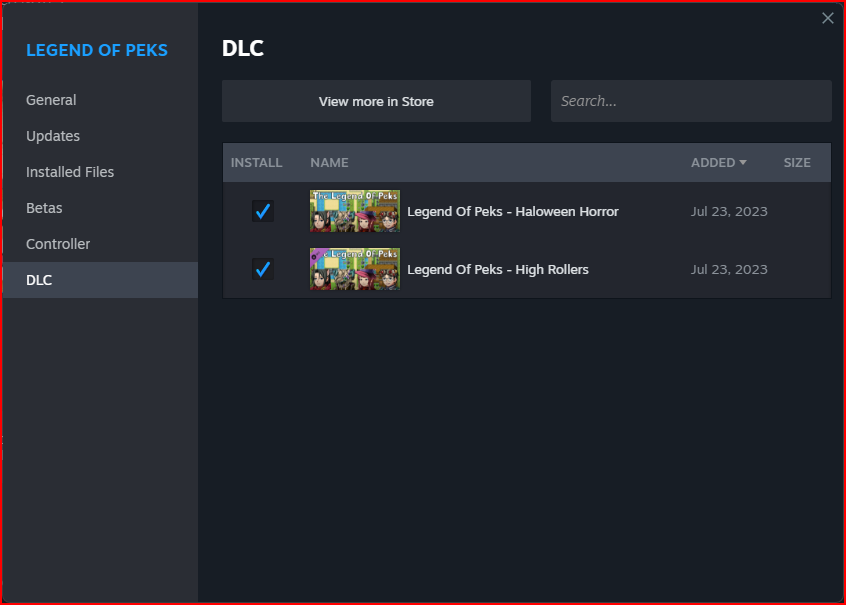 LEGEND OF PEKS
General
Updates
Installed Files
Betas
Controller
DLC
DLC
View more in Store
Search...
INSTALL NAME ADDED SIZE
The Legend Of Peks
Legend Of Peks - Haloween Horror Jul 23, 2023
The Legend Of Peks
Legend Of Peks - High Rollers Jul 23, 2023